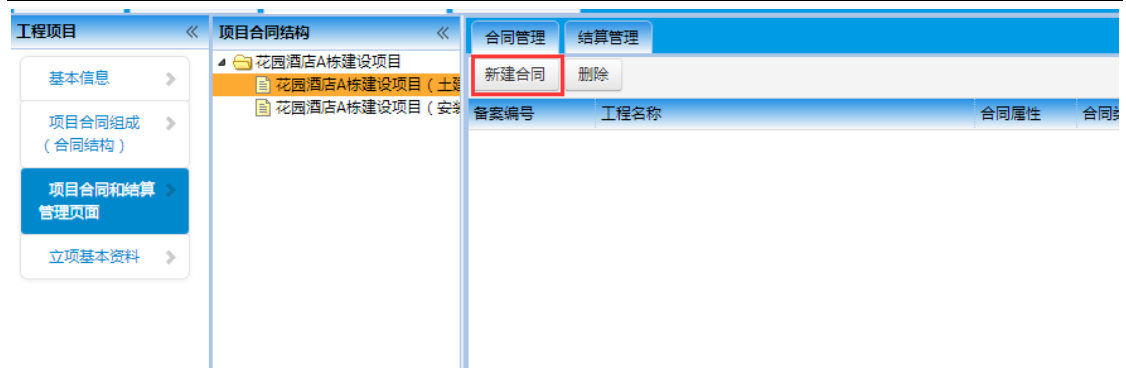 工程项目
基本信息
项目合同组成
（合同结构）
项目合同和结算
管理页面
立项基本资料
项目合同结构
花园酒店A栋建设项目
花园酒店A栋建设项目（土建
花园酒店A栋建设项目（安装
合同管理 结算管理
新建合同 删除
备案编号 工程名称 合同属性 合同类